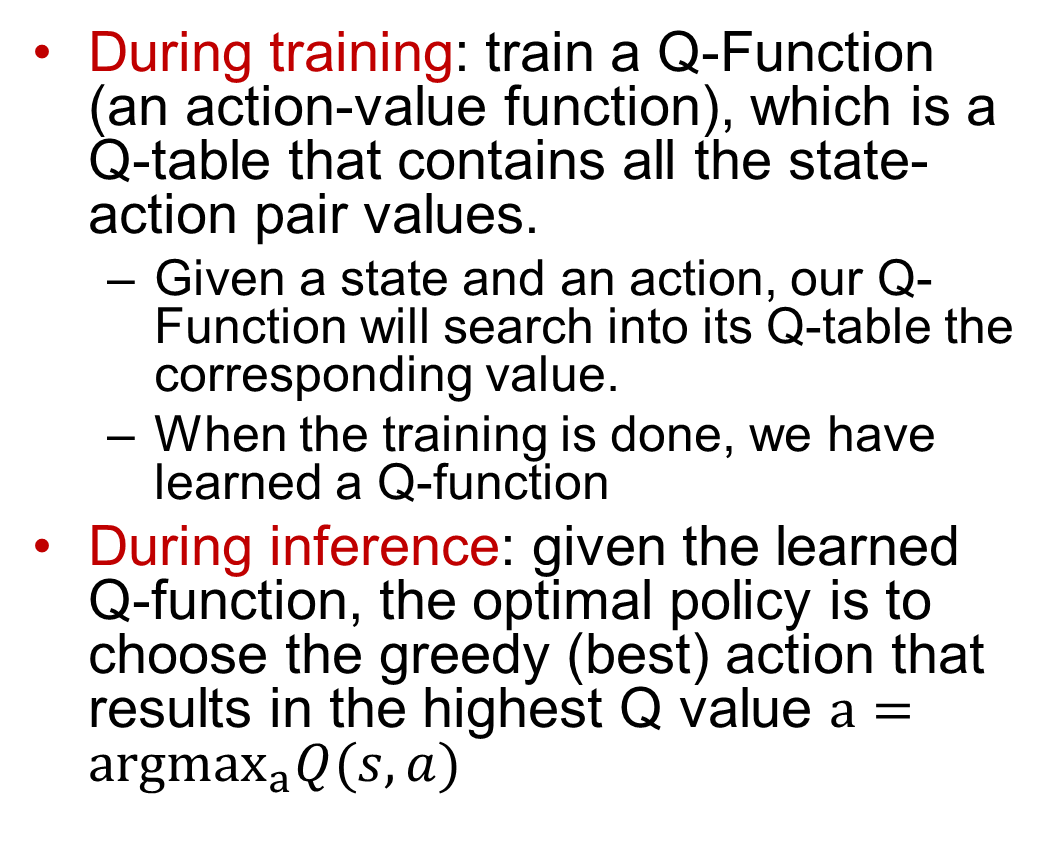 • During training: train a Q-Function
(an action-value function), which is a
Q-table that contains all the state-
action pair values.
– Given a state and an action, our Q-
Function will search into its Q-table the
corresponding value.
– When the training is done, we have
learned a Q-function
• During inference: given the learned
Q-function, the optimal policy is to
choose the greedy (best) action that
results in the highest Q value a =
argmaxₐQ(s, a)